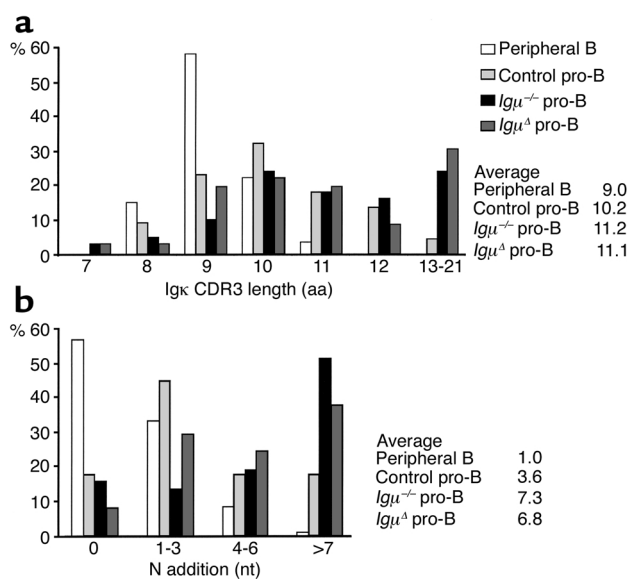 a
% 60
50
40
30
20
10
0
7 8 9 10 11 12 13-21
Igκ CDR3 length (aa)
Peripheral B
Control pro-B
Igμ⁻/⁻ pro-B
IgμΔ pro-B
Average
Peripheral B 9.0
Control pro-B 10.2
Igμ⁻/⁻ pro-B 11.2
IgμΔ pro-B 11.1
b
% 60
50
40
30
20
10
0
0 1-3 4-6 >7
N addition (nt)
Average
Peripheral B 1.0
Control pro-B 3.6
Igμ⁻/⁻ pro-B 7.3
IgμΔ pro-B 6.8